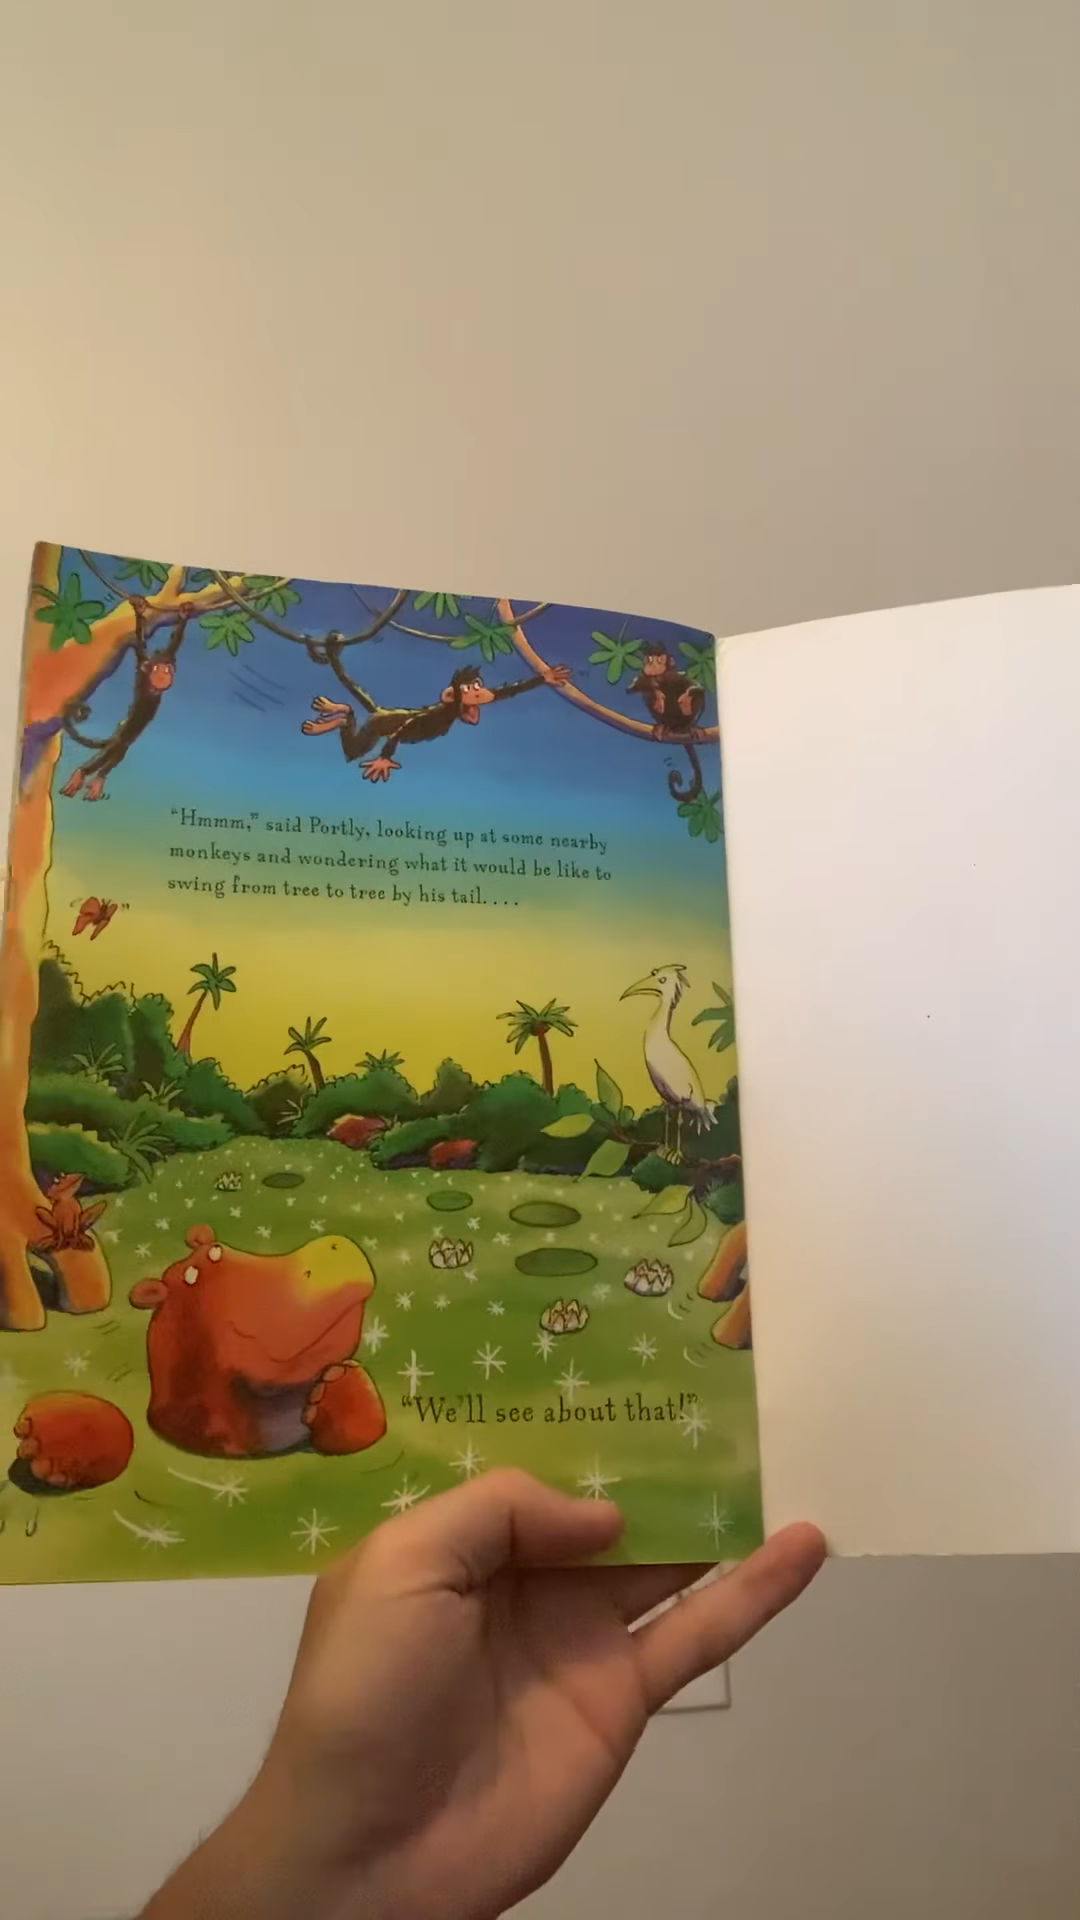 “Hmmm,” said Portly, looking up at some nearby
monkeys and wondering what it would be like to
swing from tree to tree by his tail. . . .
“We’ll see about that!”